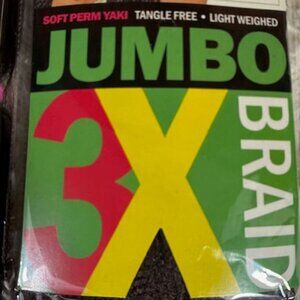 SOFT PERM YAKI TANGLE FREE • LIGHT WEIGHED
JUMBO
3X
BRAID